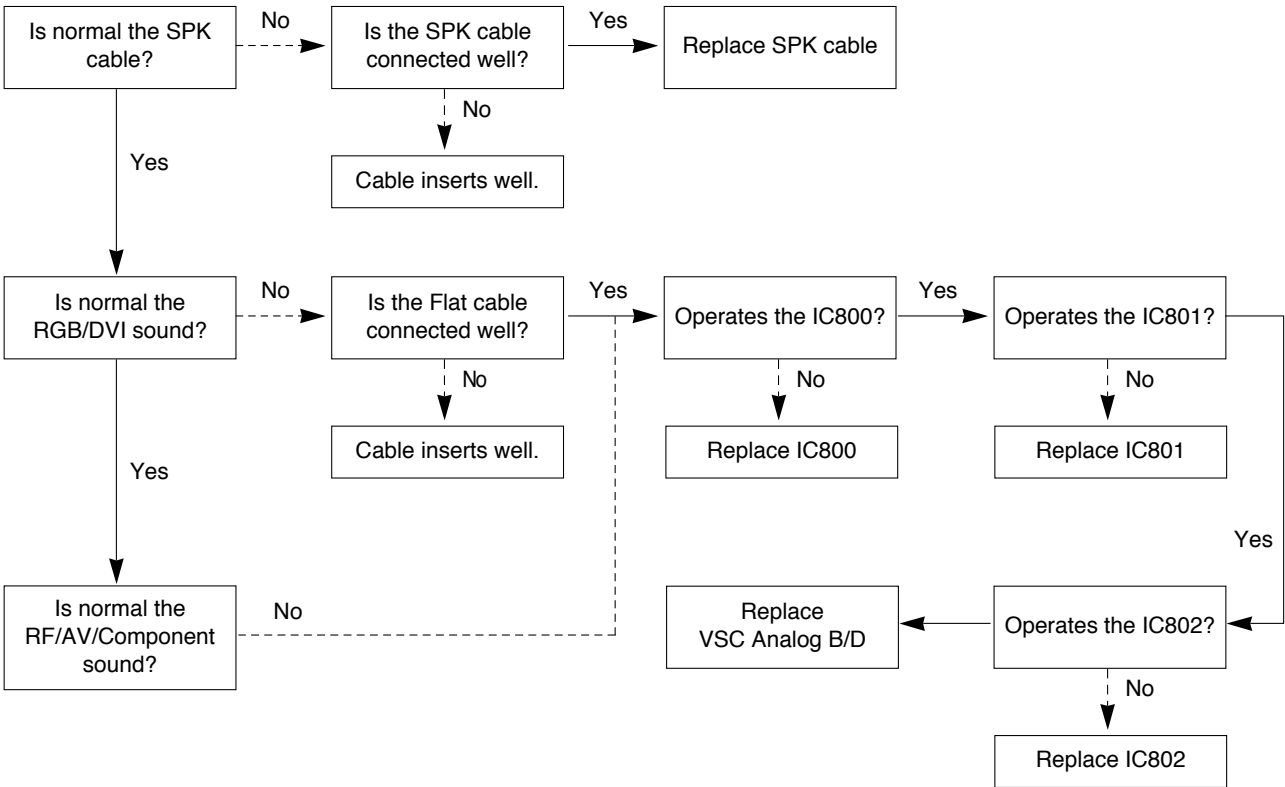 Is normal the SPK
cable?
No
Is the SPK cable
connected well?
Yes
Replace SPK cable
No
Cable inserts well.
Yes
Is normal the
RGB/DVI sound?
No
Is the Flat cable
connected well?
Yes
Operates the IC800?
Yes
Operates the IC801?
No
Cable inserts well.
No
Replace IC800
No
Replace IC801
Yes
Yes
Is normal the
RF/AV/Component
sound?
No
Replace
VSC Analog B/D
Operates the IC802?
No
Replace IC802